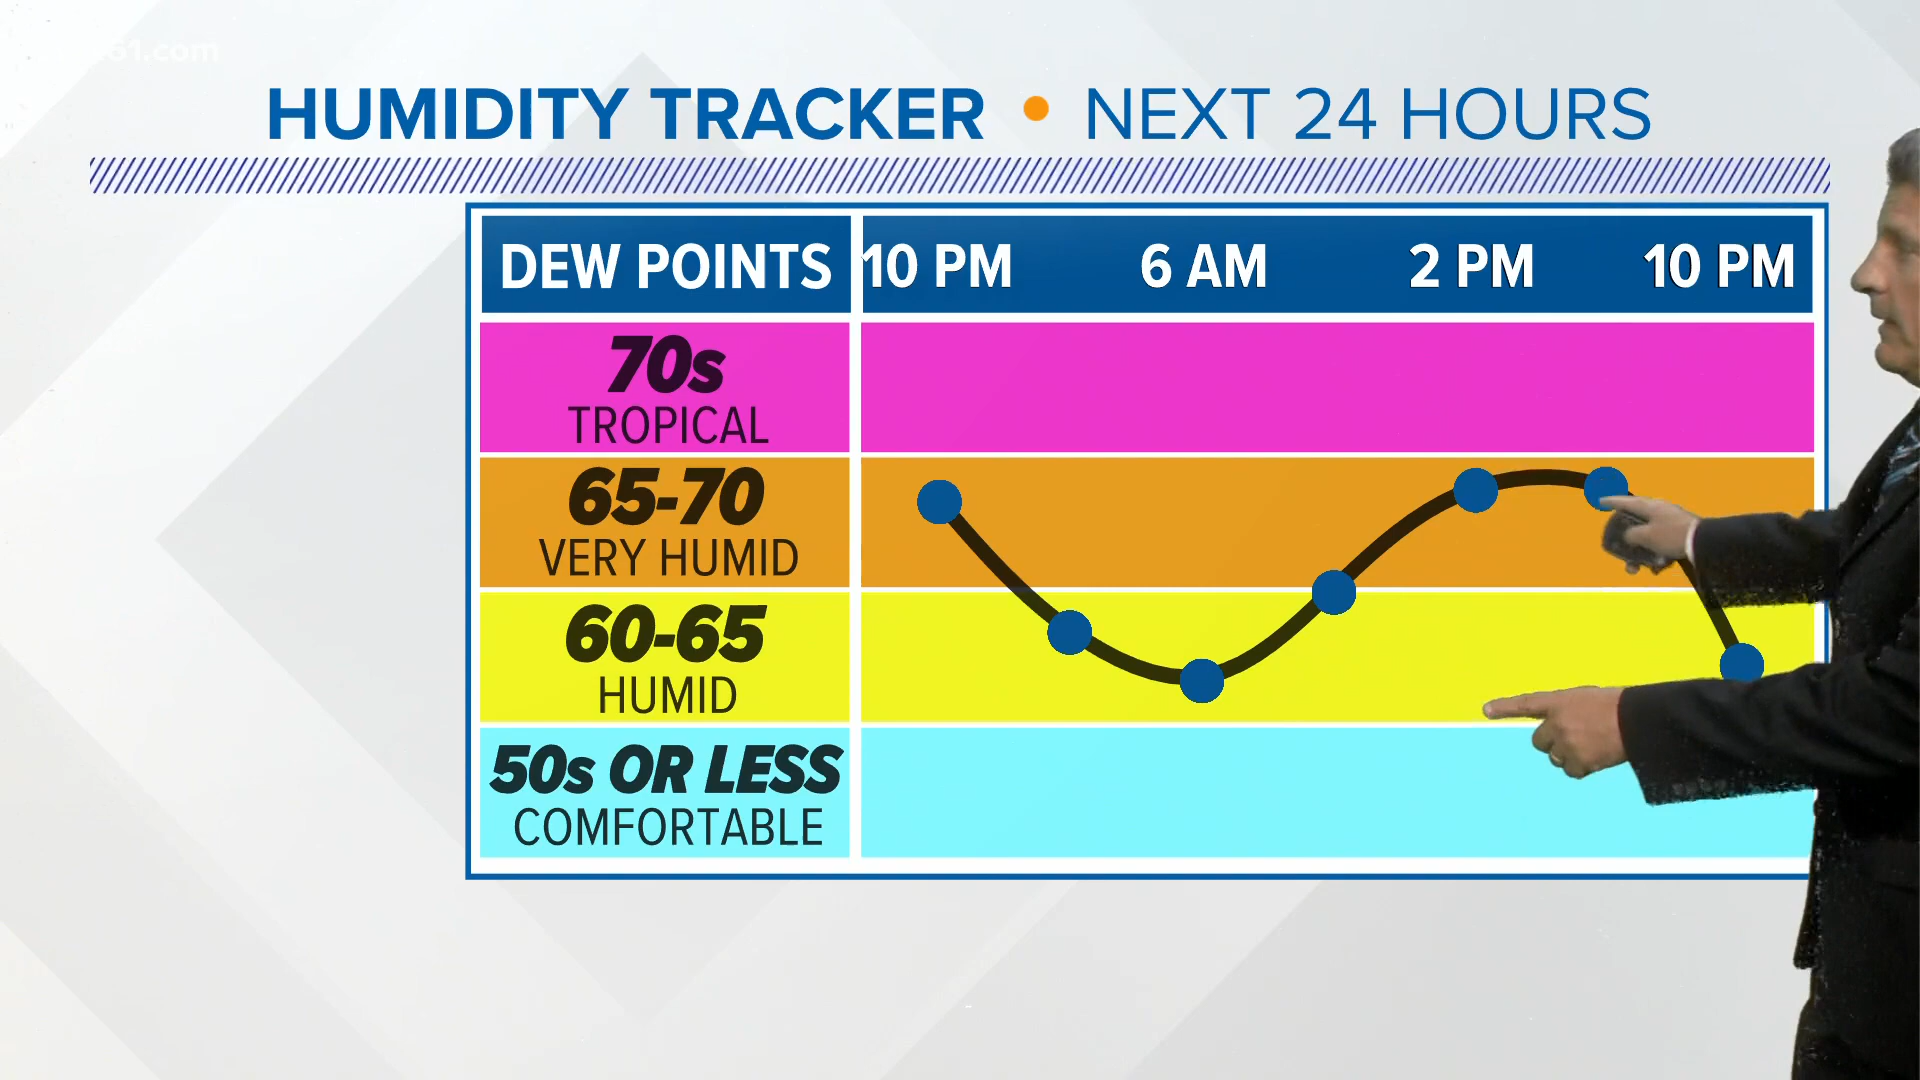 HUMIDITY TRACKER • NEXT 24 HOURS
DEW POINTS 10 PM 6 AM 2 PM 10 PM
70s
TROPICAL
65-70
VERY HUMID
60-65
HUMID
50s OR LESS
COMFORTABLE